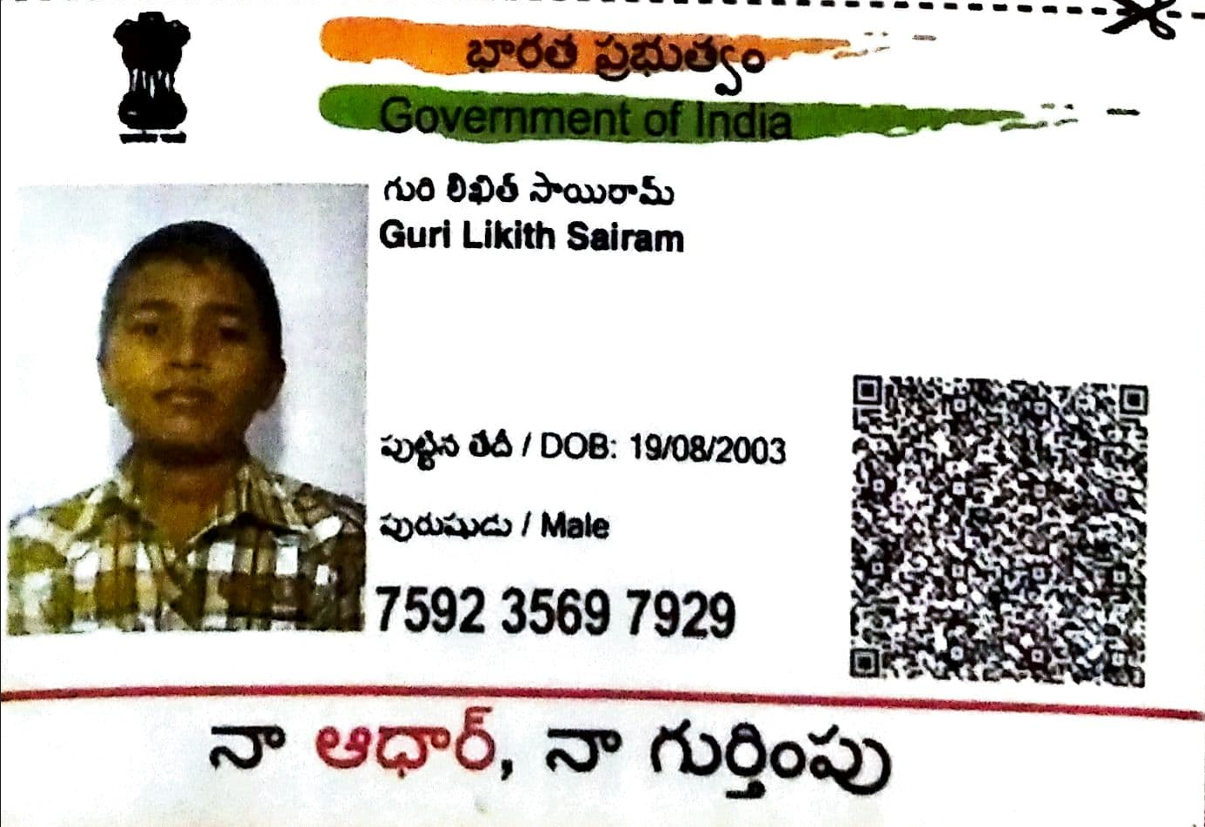 భారత ప్రభుత్వం
Government of India
గురి లిఖిత్ సాయిరామ్
Guri Likith Sairam
పుట్టిన తేదీ / DOB: 19/08/2003
పురుషుడు / Male
7592 3569 7929
నా ఆధార్, నా గుర్తింపు